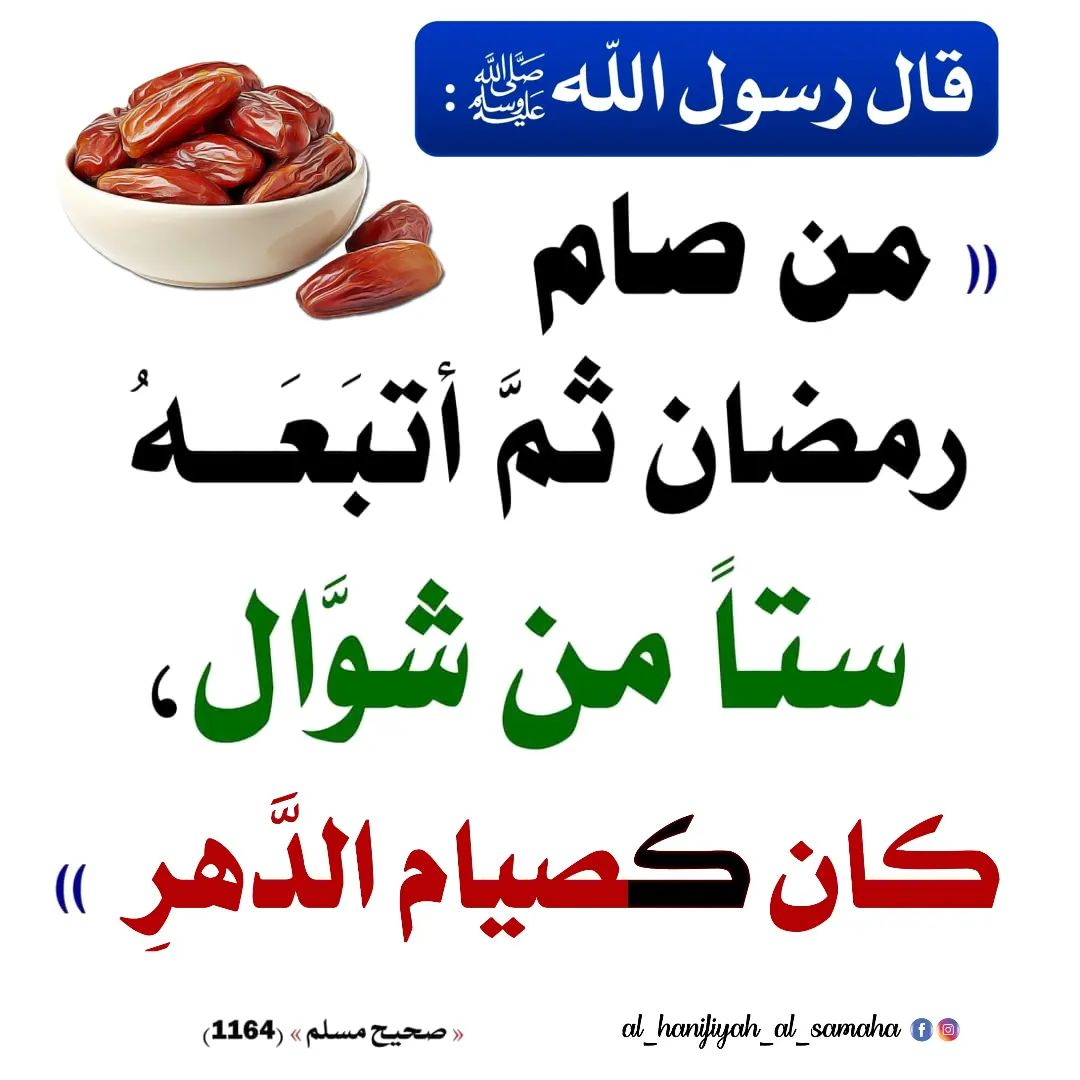 قال رسول الله ﷺ :
(( من صام
رمضان ثمَّ أتبَعَـهُ
ستاً من شوَّال،
كان كصيام الدَّهرِ ))
« صحيح مسلم » (1164)
al_hanifiyah_al_samaha